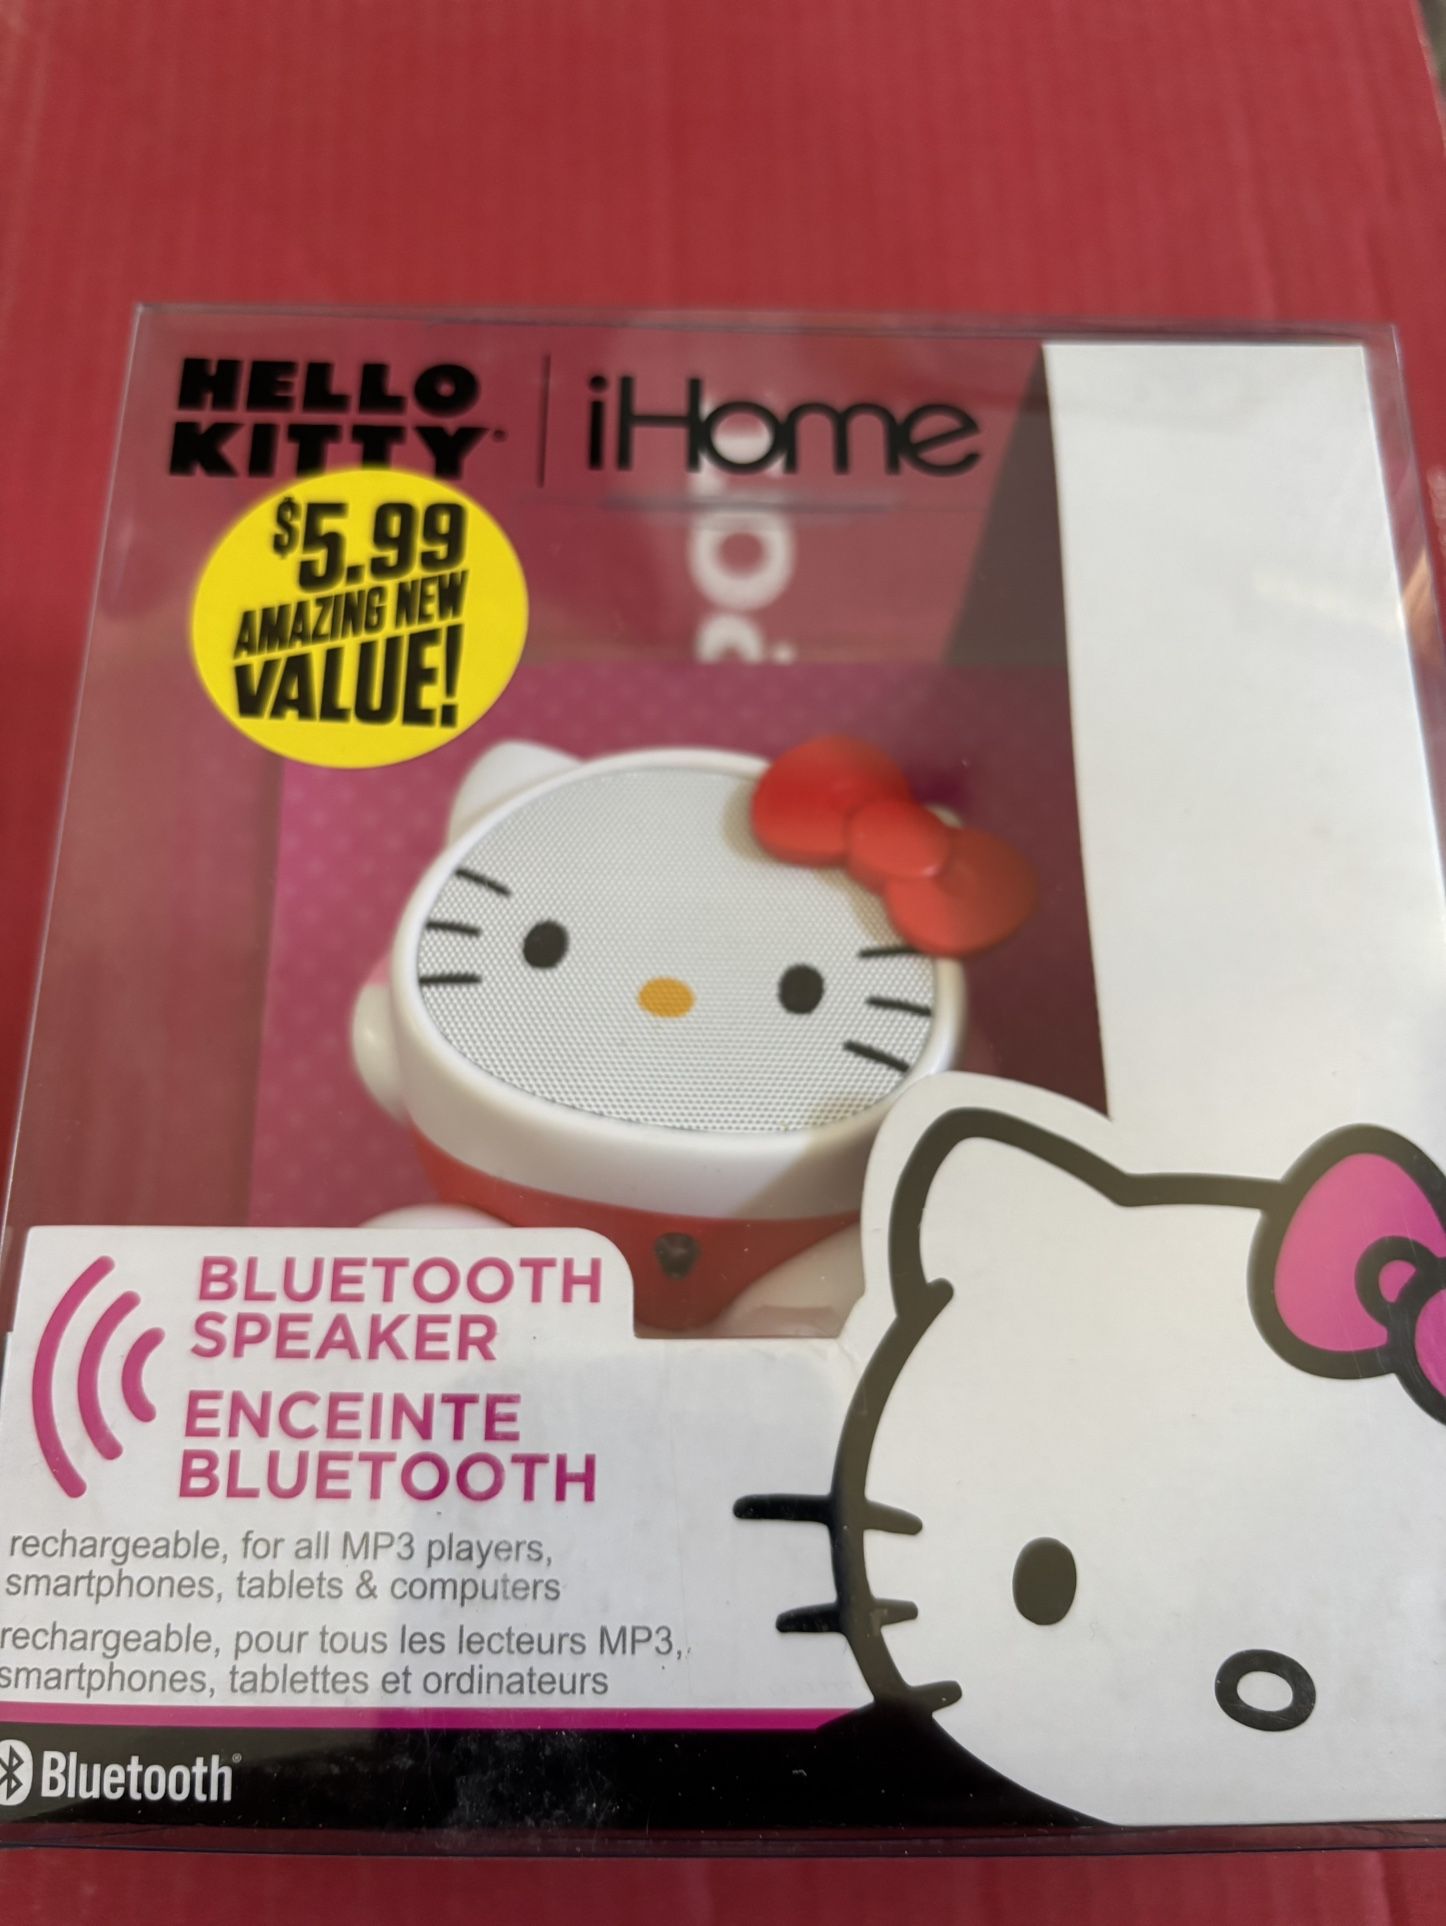 HELLO
KITTY
iHome
$5.99
AMAZING NEW
VALUE!
BLUETOOTH
SPEAKER
ENCEINTE
BLUETOOTH
rechargeable, for all MP3 players,
smartphones, tablets & computers
rechargeable, pour tous les lecteurs MP3,
smartphones, tablettes et ordinateurs
Bluetooth®